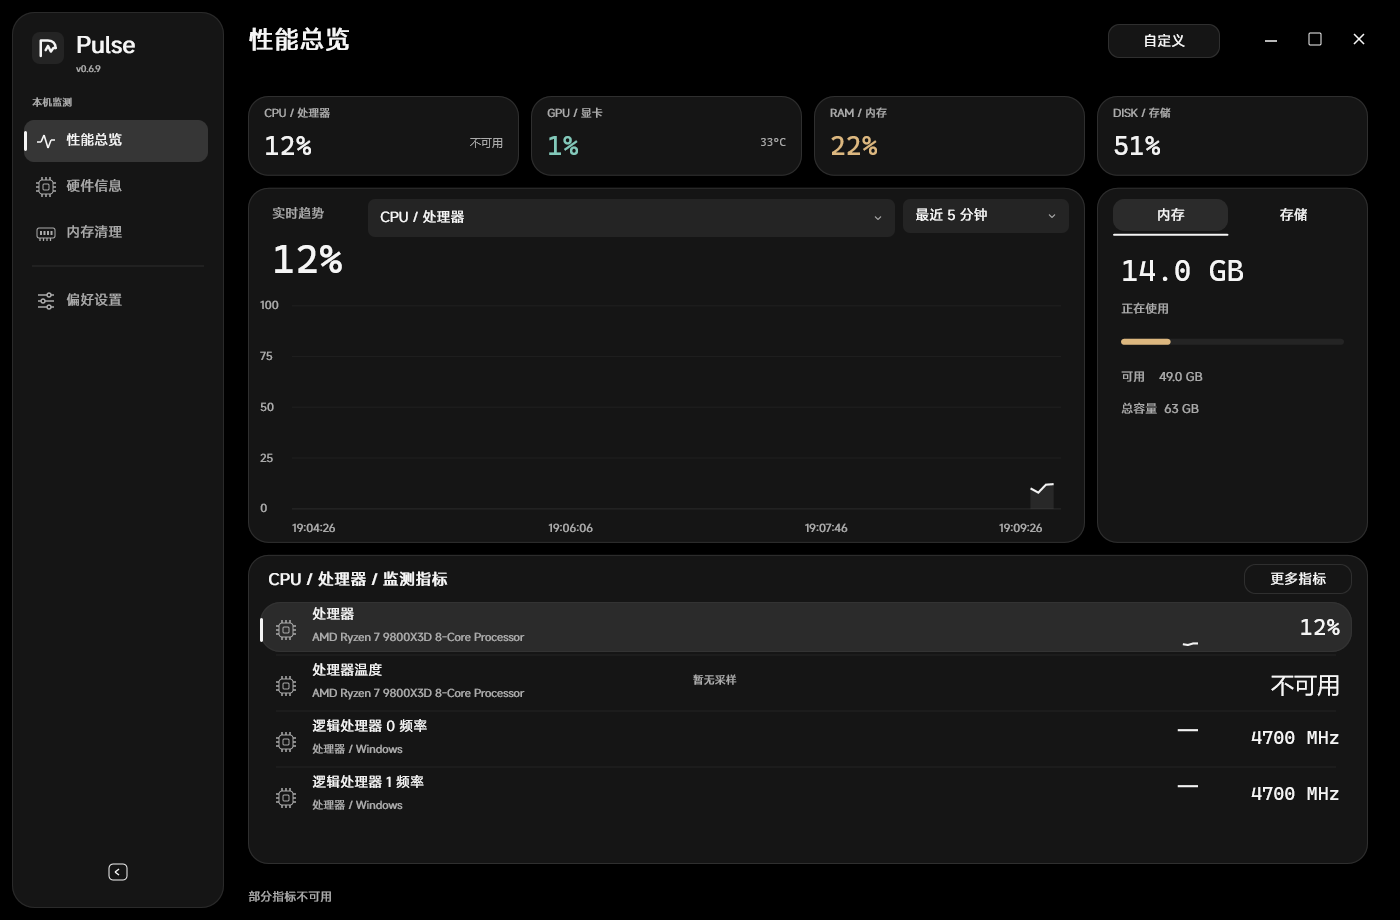 Pulse
v0.6.9
本机监测
性能总览
硬件信息
内存清理
偏好设置
性能总览
自定义
CPU / 处理器
12%
不可用
GPU / 显卡
1%
33°C
RAM / 内存
22%
DISK / 存储
51%
实时趋势
CPU / 处理器
最近 5 分钟
12%
100
75
50
25
0
19:04:26
19:06:06
19:07:46
19:09:26
内存
存储
14.0 GB
正在使用
可用 49.0 GB
总容量 63 GB
CPU / 处理器 / 监测指标
更多指标
处理器
AMD Ryzen 7 9800X3D 8-Core Processor
12%
处理器温度
AMD Ryzen 7 9800X3D 8-Core Processor
暂无采样
不可用
逻辑处理器 0 频率
处理器 / Windows
4700 MHz
逻辑处理器 1 频率
处理器 / Windows
4700 MHz
部分指标不可用